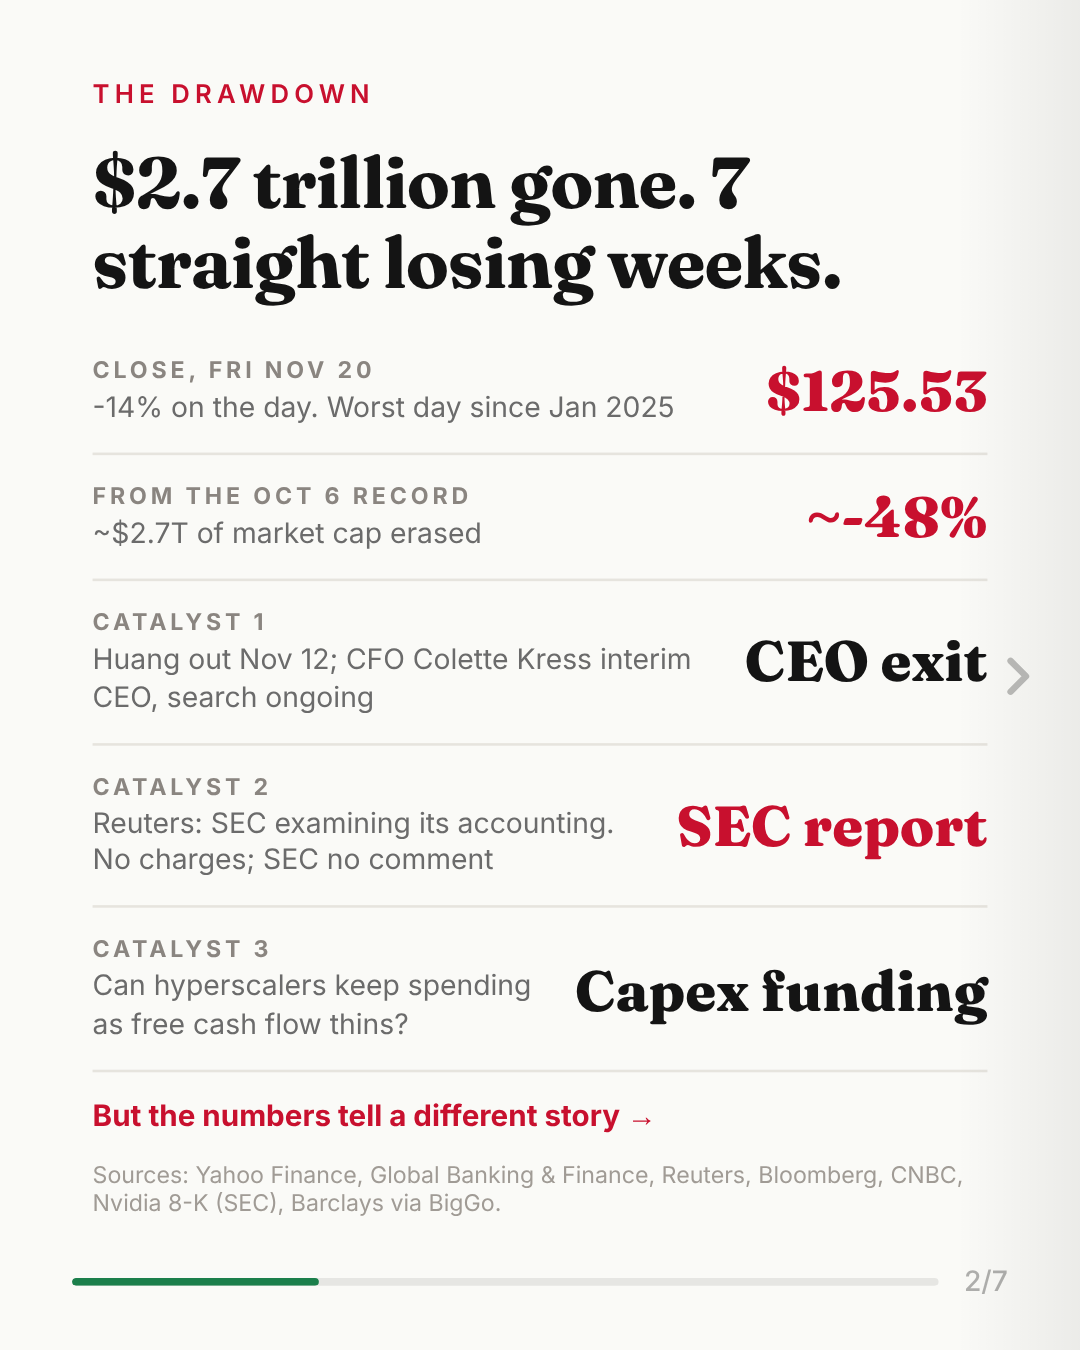 THE DRAWDOWN
$2.7 trillion gone. 7
straight losing weeks.
CLOSE, FRI NOV 20
-14% on the day. Worst day since Jan 2025
$125.53
FROM THE OCT 6 RECORD
~$2.7T of market cap erased
~-48%
CATALYST 1
Huang out Nov 12; CFO Colette Kress interim
CEO, search ongoing
CEO exit
CATALYST 2
Reuters: SEC examining its accounting.
No charges; SEC no comment
SEC report
CATALYST 3
Can hyperscalers keep spending
as free cash flow thins?
Capex funding
But the numbers tell a different story →
Sources: Yahoo Finance, Global Banking & Finance, Reuters, Bloomberg, CNBC,
Nvidia 8-K (SEC), Barclays via BigGo.
2/7